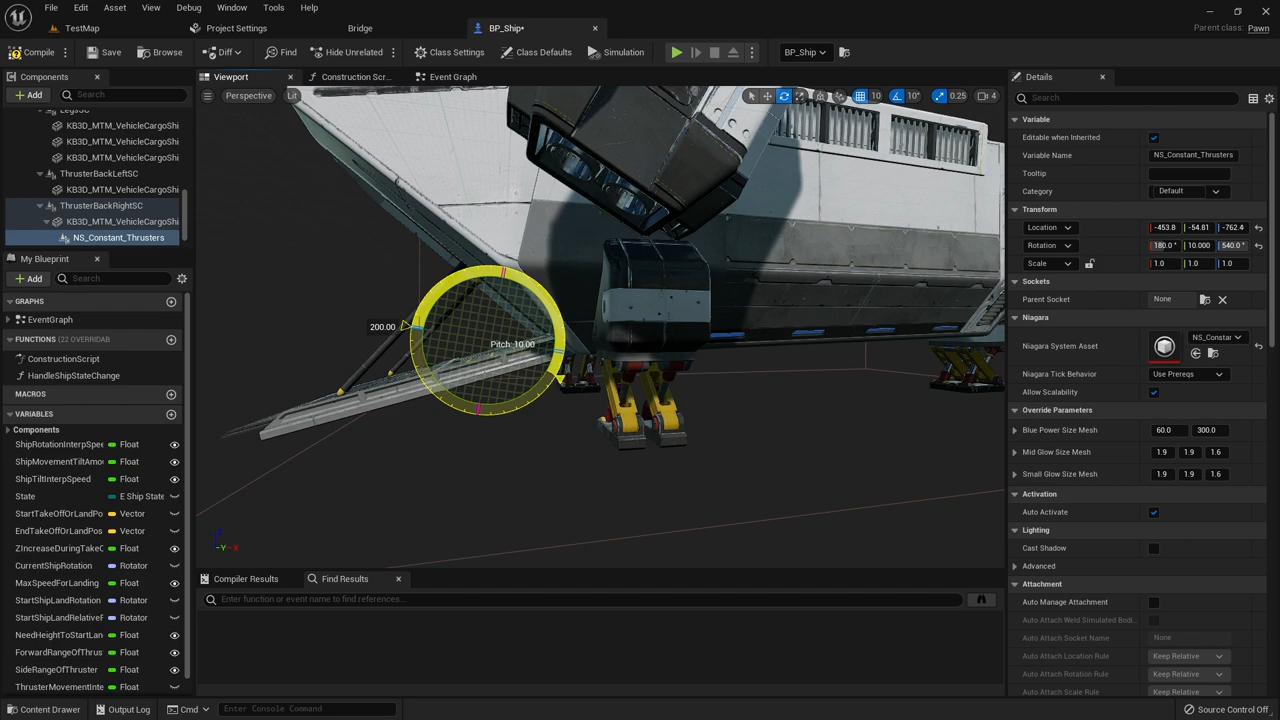 File Edit Asset View Debug Window Tools Help
TestMap Project Settings Bridge BP_Ship* Parent class: Pawn
Compile Save Browse Diff Find Hide Unrelated Class Settings Class Defaults Simulation BP_Ship
Components
Add Search
LegsSC
KB3D_MTM_VehicleCargoShi
KB3D_MTM_VehicleCargoShi
KB3D_MTM_VehicleCargoShi
ThrusterBackLeftSC
KB3D_MTM_VehicleCargoShi
ThrusterBackRightSC
KB3D_MTM_VehicleCargoShi
NS_Constant_Thrusters
My Blueprint
Add Search
GRAPHS
EventGraph
FUNCTIONS (22 OVERRIDAB
ConstructionScript
HandleShipStateChange
MACROS
VARIABLES
Components
ShipRotationInterpSpee Float
ShipMovementTiltAmou Float
ShipTiltInterpSpeed Float
State E Ship State
StartTakeOffOrLandPo Vector
EndTakeOffOrLandPos Vector
ZIncreaseDuringTakeO Float
CurrentShipRotation Rotator
MaxSpeedForLanding Float
StartShipLandRotation Rotator
StartShipLandRelativeF Rotator
NeedHeightToStartLan Float
ForwardRangeOfThrus Float
SideRangeOfThruster Float
ThrusterMovementInte Float
Viewport Construction Scr... Event Graph
Perspective Lit 10 10° 0.25 4
200.00
Pitch: 10.00
Z
Y X
Compiler Results Find Results
Enter function or event name to find references...
Details
Search
Variable
Editable when Inherited
Variable Name NS_Constant_Thrusters
Tooltip
Category Default
Transform
Location -453.8 -54.81 -762.4
Rotation 180.0 ° 10.000 540.0 °
Scale 1.0 1.0 1.0
Sockets
Parent Socket None
Niagara
Niagara System Asset NS_Constar
Niagara Tick Behavior Use Prereqs
Allow Scalability
Override Parameters
Blue Power Size Mesh 60.0 300.0
Mid Glow Size Mesh 1.9 1.9 1.6
Small Glow Size Mesh 1.9 1.9 1.6
Activation
Auto Activate
Lighting
Cast Shadow
Advanced
Attachment
Auto Manage Attachment
Auto Attach Weld Simulated Bodi...
Auto Attach Socket Name None
Auto Attach Location Rule Keep Relative
Auto Attach Rotation Rule Keep Relative
Auto Attach Scale Rule Keep Relative
Content Drawer Output Log Cmd Enter Console Command Source Control Off